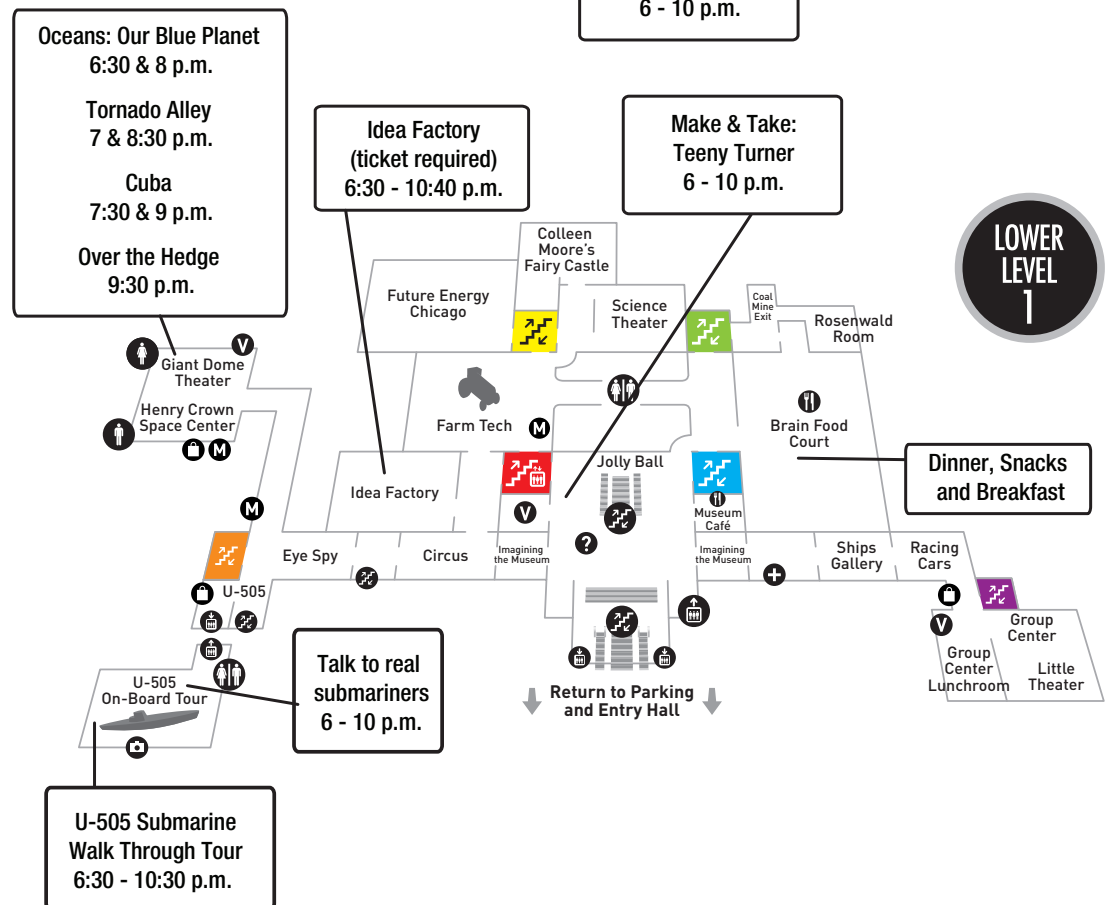 6 - 10 p.m.
Oceans: Our Blue Planet
6:30 & 8 p.m.
Tornado Alley
7 & 8:30 p.m.
Cuba
7:30 & 9 p.m.
Over the Hedge
9:30 p.m.
Idea Factory
(ticket required)
6:30 - 10:40 p.m.
Make & Take:
Teeny Turner
6 - 10 p.m.
LOWER
LEVEL
1
Colleen
Moore's
Fairy Castle
Future Energy
Chicago
Science
Theater
Coal
Mine
Exit
Rosenwald
Room
V
Giant Dome
Theater
Henry Crown
Space Center
M
Farm Tech
M
Brain Food
Court
Jolly Ball
Idea Factory
Dinner, Snacks
and Breakfast
M
V
Museum
Café
?
Eye Spy
Circus
Imagining
the Museum
Imagining
the Museum
Ships
Gallery
Racing
Cars
U-505
V
Group
Center
Group
Center
Lunchroom
Little
Theater
U-505
On-Board Tour
Talk to real
submariners
6 - 10 p.m.
Return to Parking
and Entry Hall
U-505 Submarine
Walk Through Tour
6:30 - 10:30 p.m.